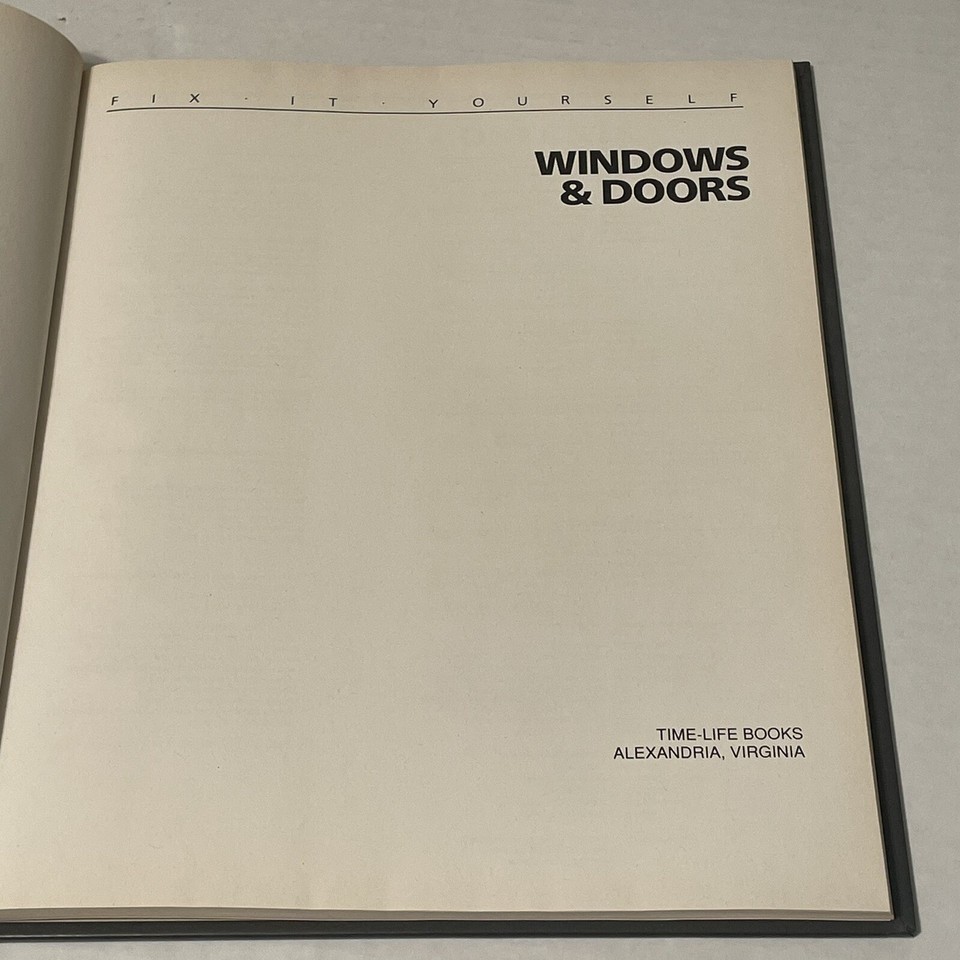 FIX · IT · YOURSELF
WINDOWS
& DOORS
TIME-LIFE BOOKS
ALEXANDRIA, VIRGINIA